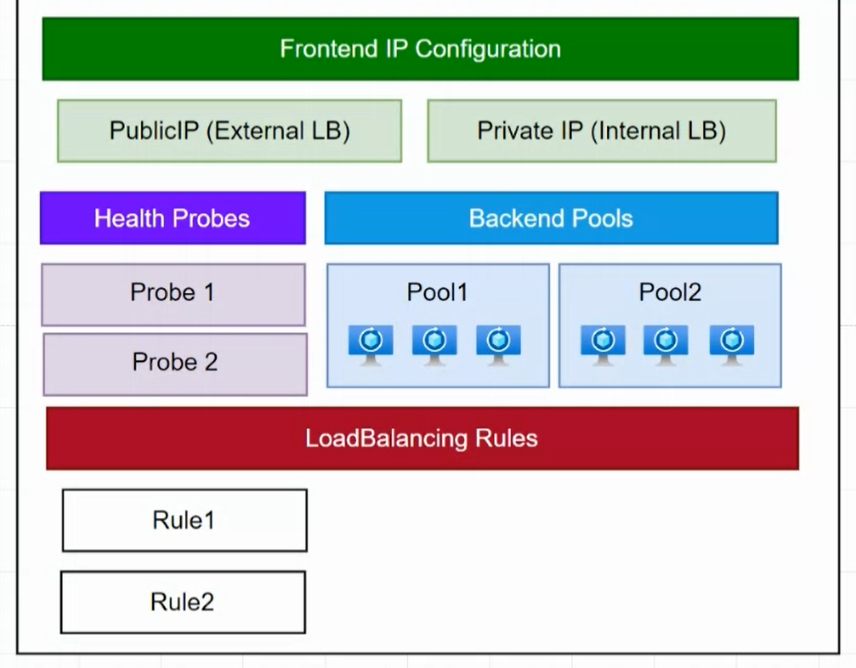 Frontend IP Configuration
PublicIP (External LB)
Private IP (Internal LB)
Health Probes
Backend Pools
Probe 1
Probe 2
Pool1
Pool2
LoadBalancing Rules
Rule1
Rule2